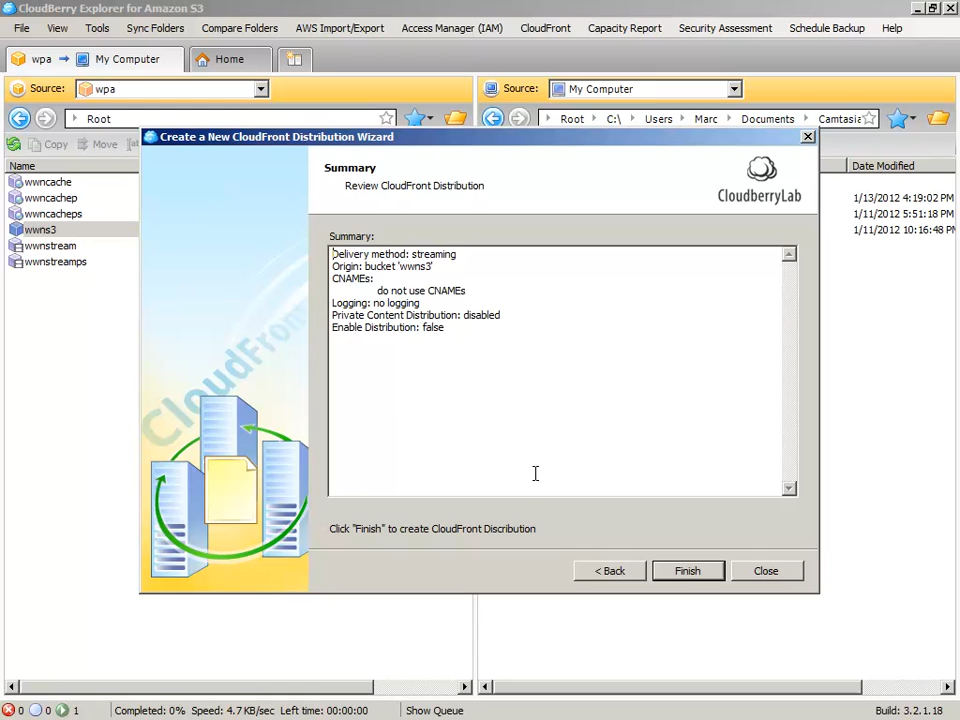 CloudBerry Explorer for Amazon S3
File View Tools Sync Folders Compare Folders AWS Import/Export Access Manager (IAM) CloudFront Capacity Report Security Assessment Schedule Backup Help
wpa My Computer Home
Source: wpa
Source: My Computer
Root
Root C:\ Users Marc Documents Camtasia
Copy Move
Create a New CloudFront Distribution Wizard
Name
wwncache
wwncachep
wwncacheps
wwns3
wwnstream
wwnstreamps
Date Modified
1/13/2012 4:19:02 PM
1/11/2012 5:51:18 PM
1/11/2012 10:16:48 PM
Summary
Review CloudFront Distribution
CloudberryLab
CloudFront
Summary:
Delivery method: streaming
Origin: bucket 'wwns3'
CNAMEs:
do not use CNAMEs
Logging: no logging
Private Content Distribution: disabled
Enable Distribution: false
Click "Finish" to create CloudFront Discribution
< Back Finish Close
0 0 1 Completed: 0% Speed: 4.7 KB/sec Left time: 00:00:00 Show Queue Build: 3.2.1.18